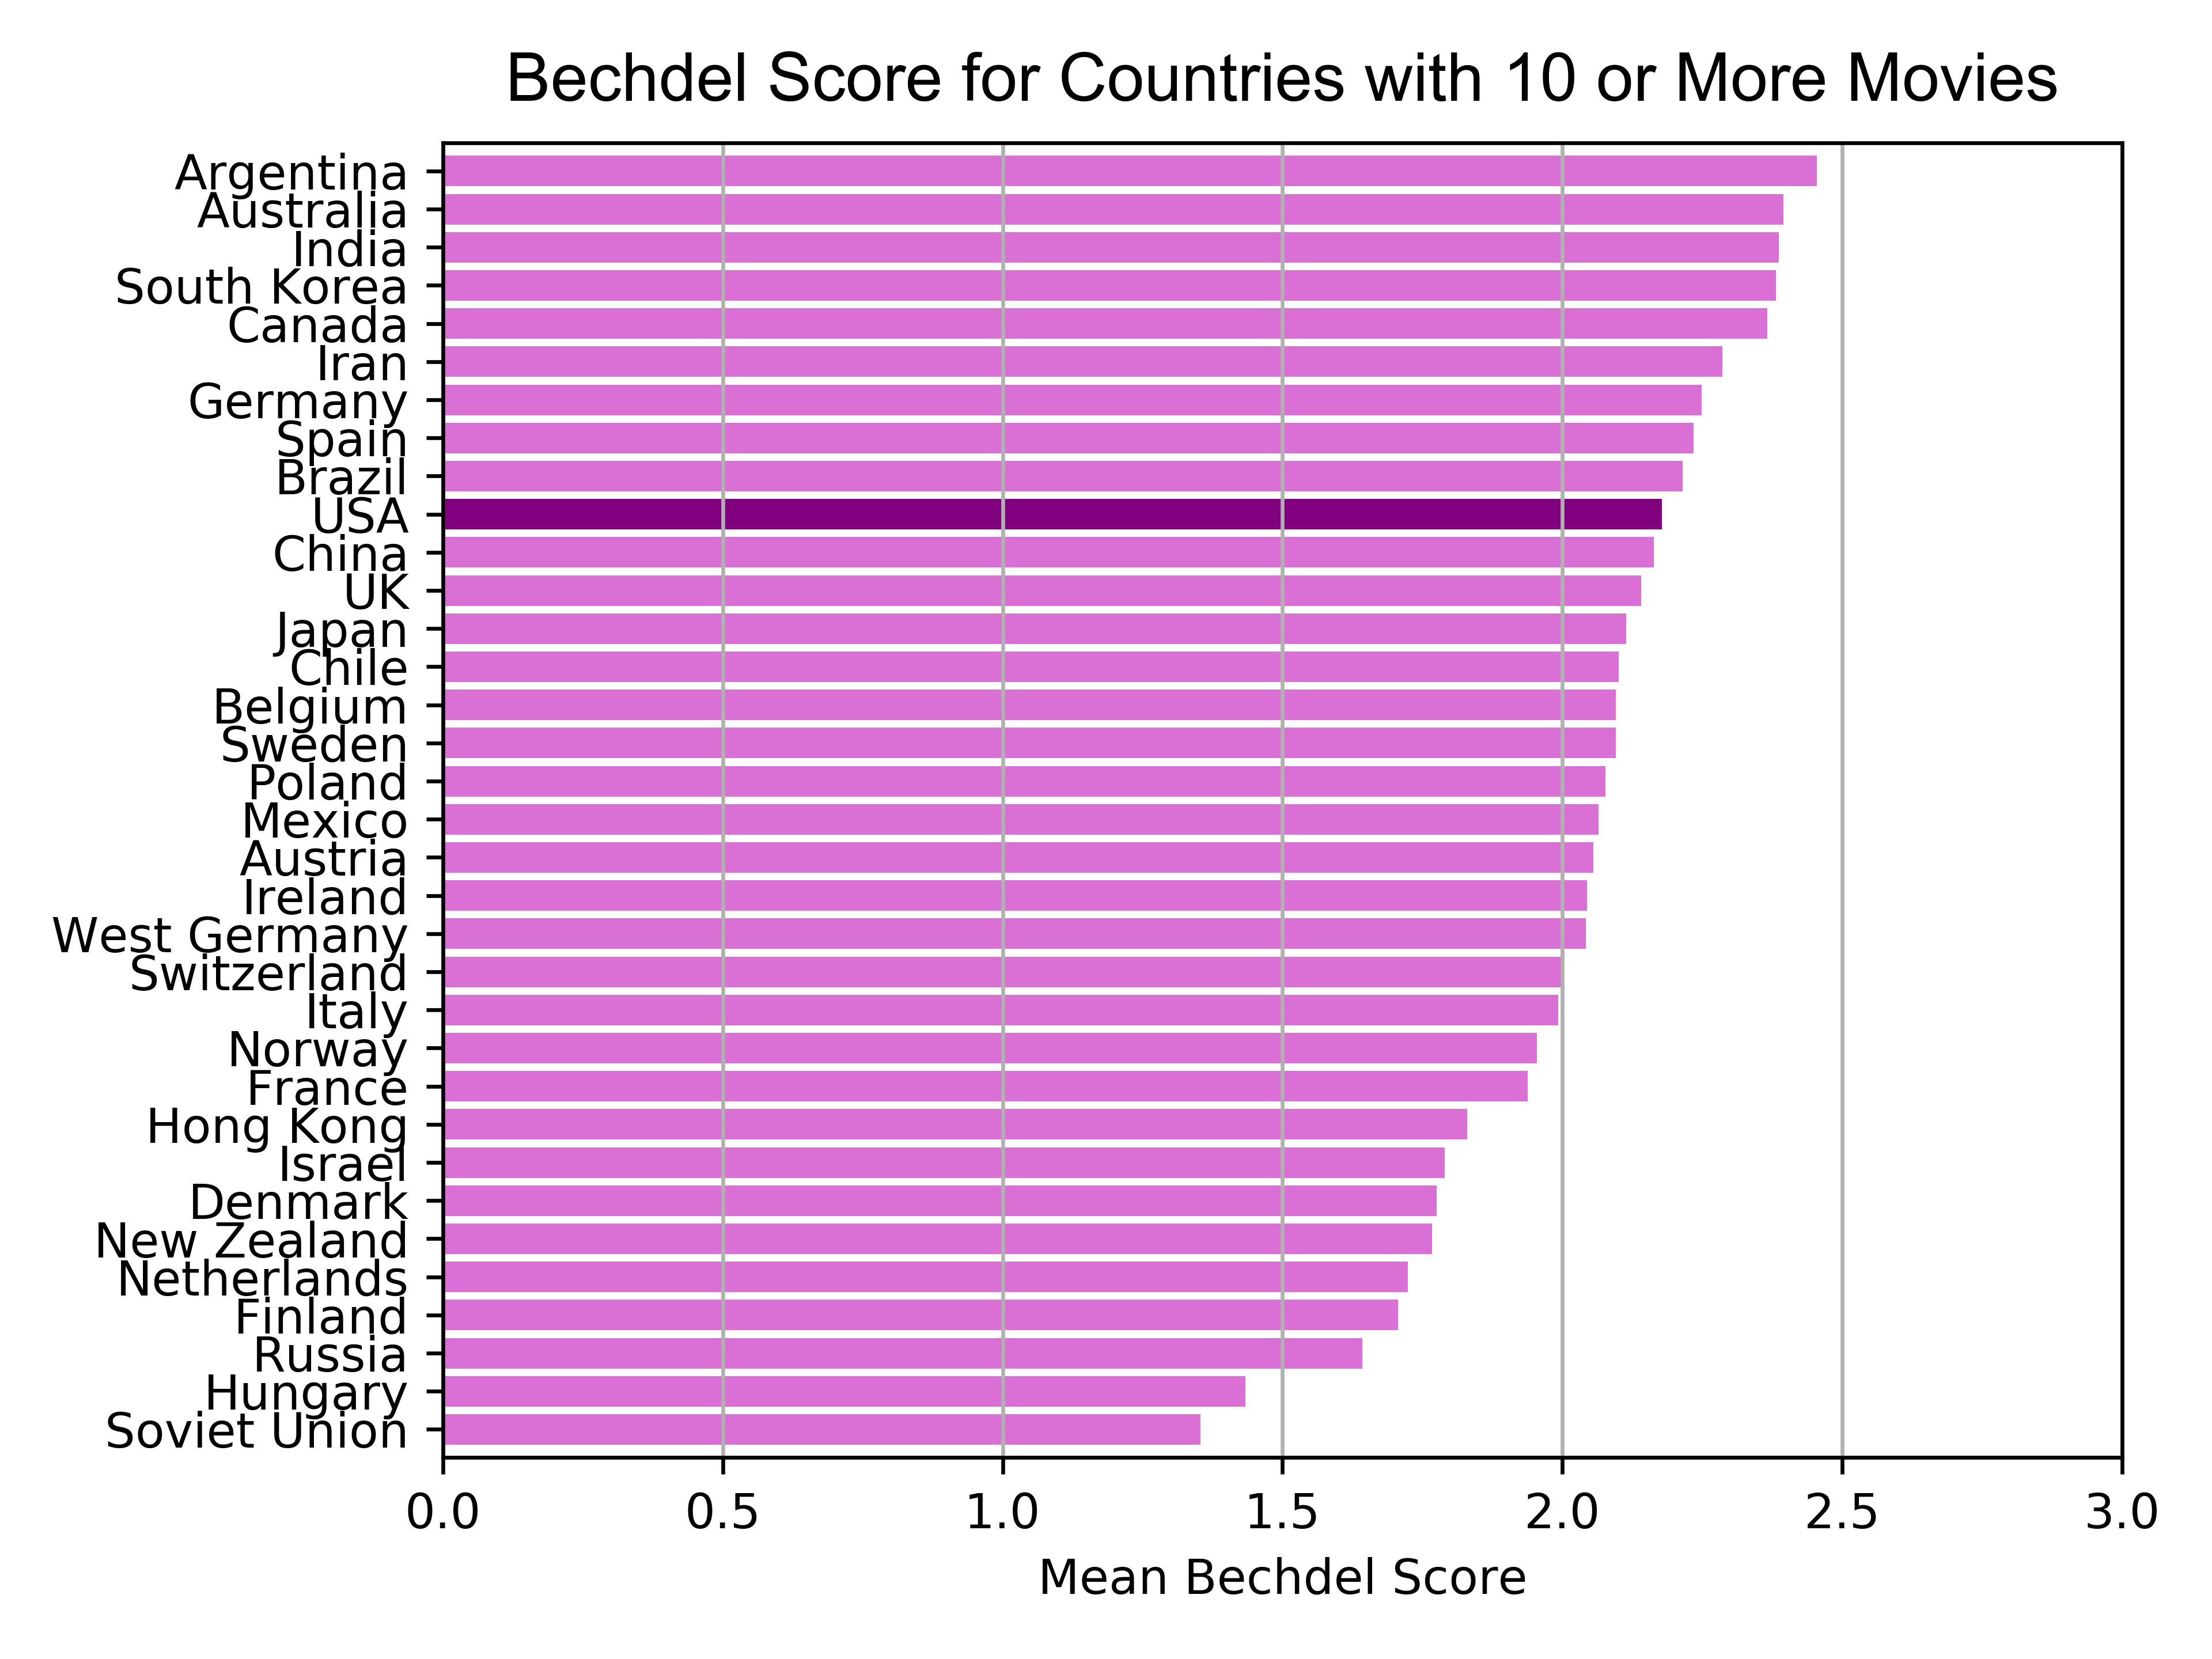 Bechdel Score for Countries with 10 or More Movies
Argentina
Australia
India
South Korea
Canada
Iran
Germany
Spain
Brazil
USA
China
UK
Japan
Chile
Belgium
Sweden
Poland
Mexico
Austria
Ireland
West Germany
Switzerland
Italy
Norway
France
Hong Kong
Israel
Denmark
New Zealand
Netherlands
Finland
Russia
Hungary
Soviet Union
0.0 0.5 1.0 1.5 2.0 2.5 3.0
Mean Bechdel Score